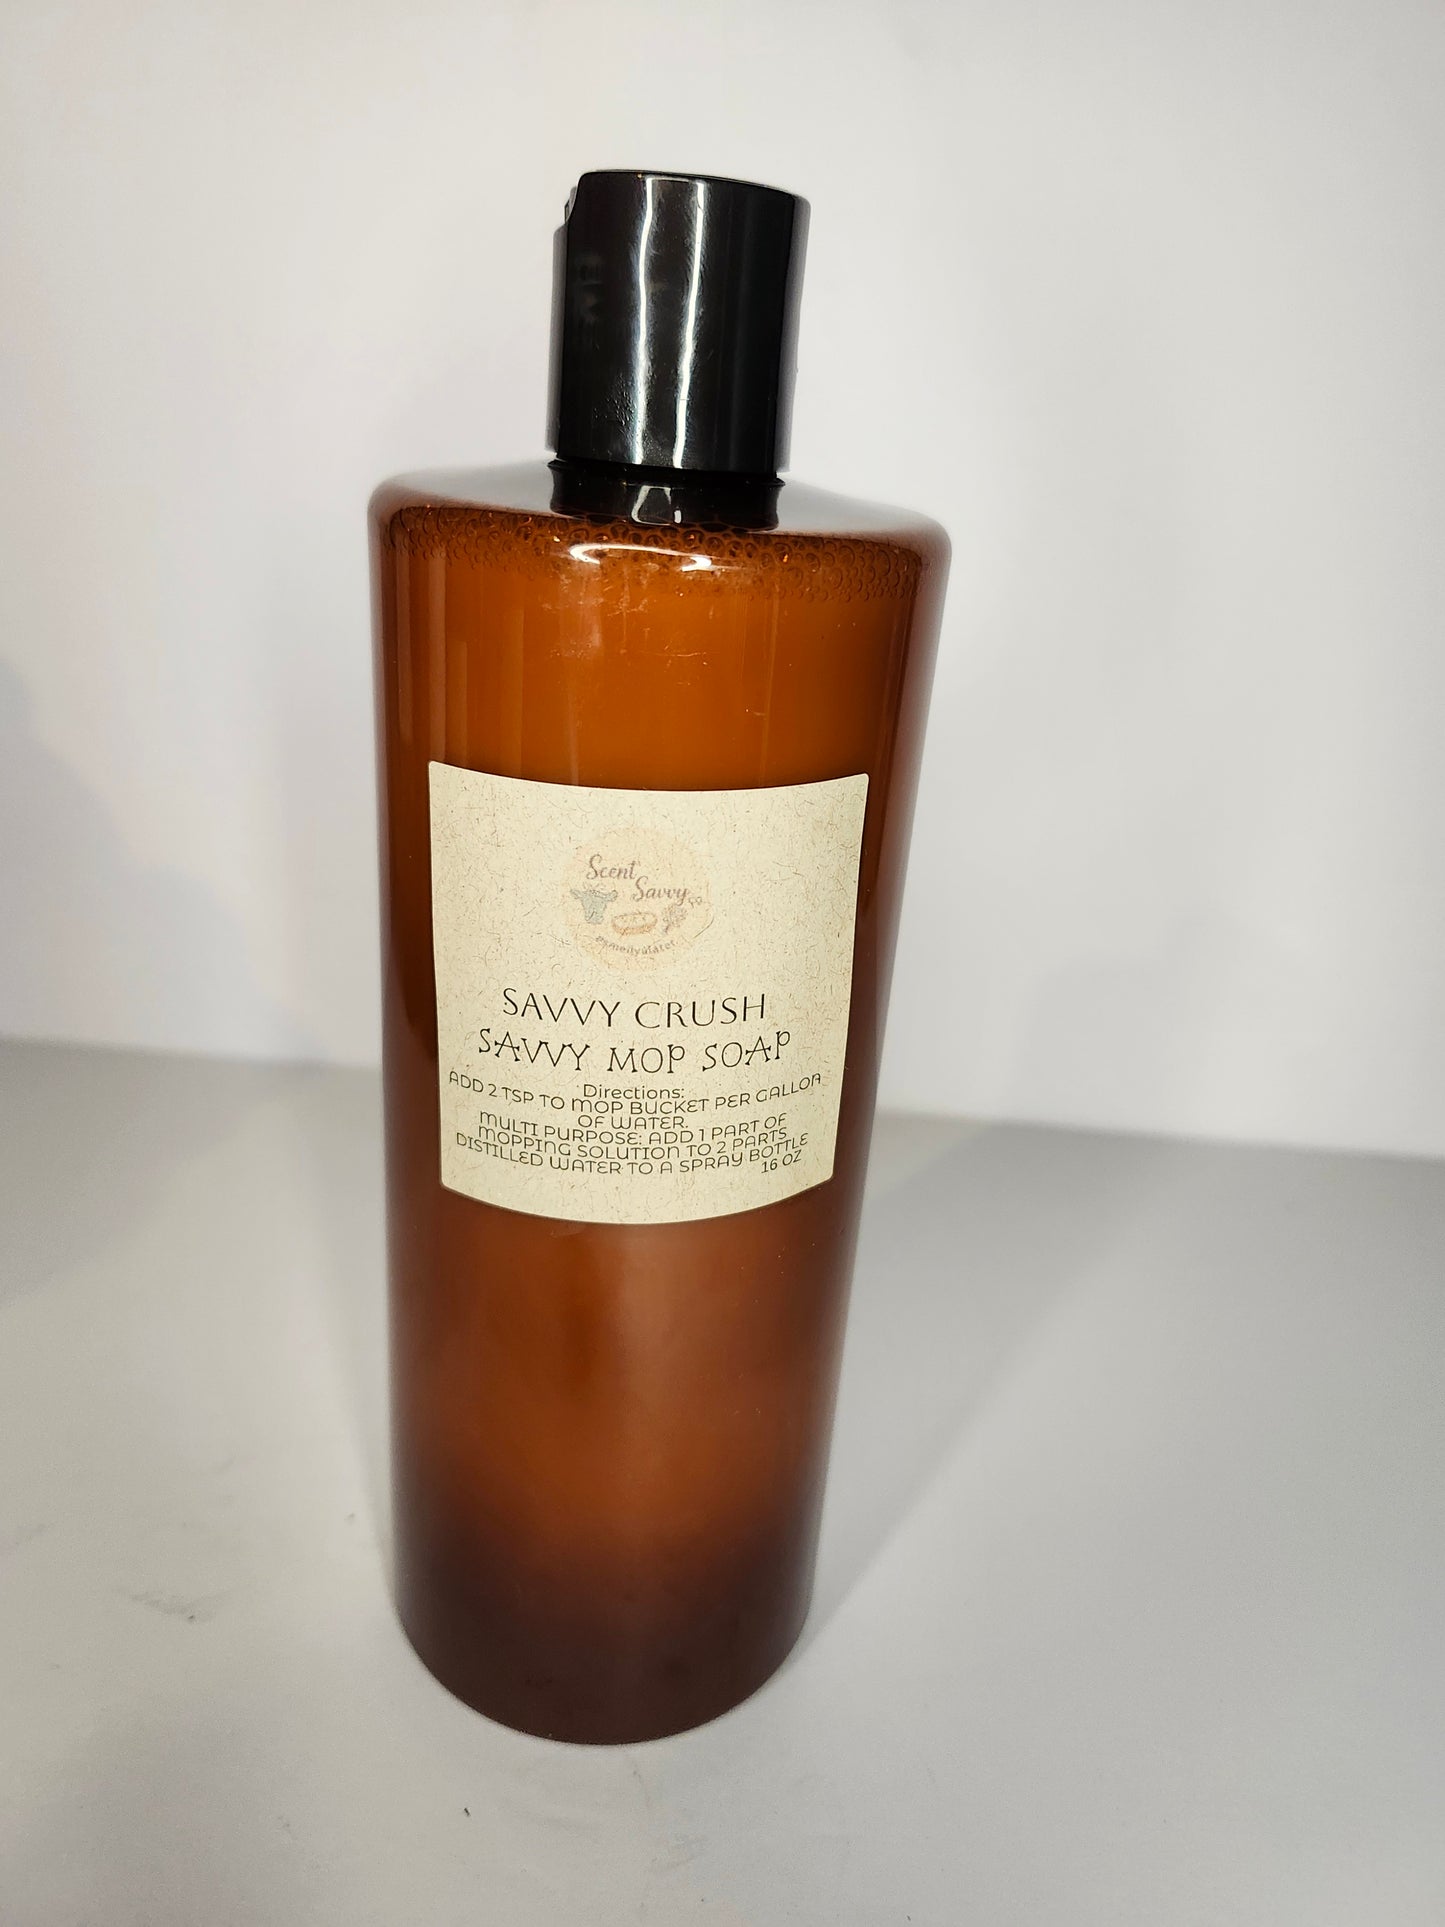 Scent
Savvy
#smellyalater
SAVVY CRUSH
SAVVY MOP SOAP
Directions:
ADD 2 TSP TO MOP BUCKET PER GALLON
OF WATER.
MULTI PURPOSE: ADD 1 PART OF
MOPPING SOLUTION TO 2 PARTS
DISTILLED WATER TO A SPRAY BOTTLE
16 OZ